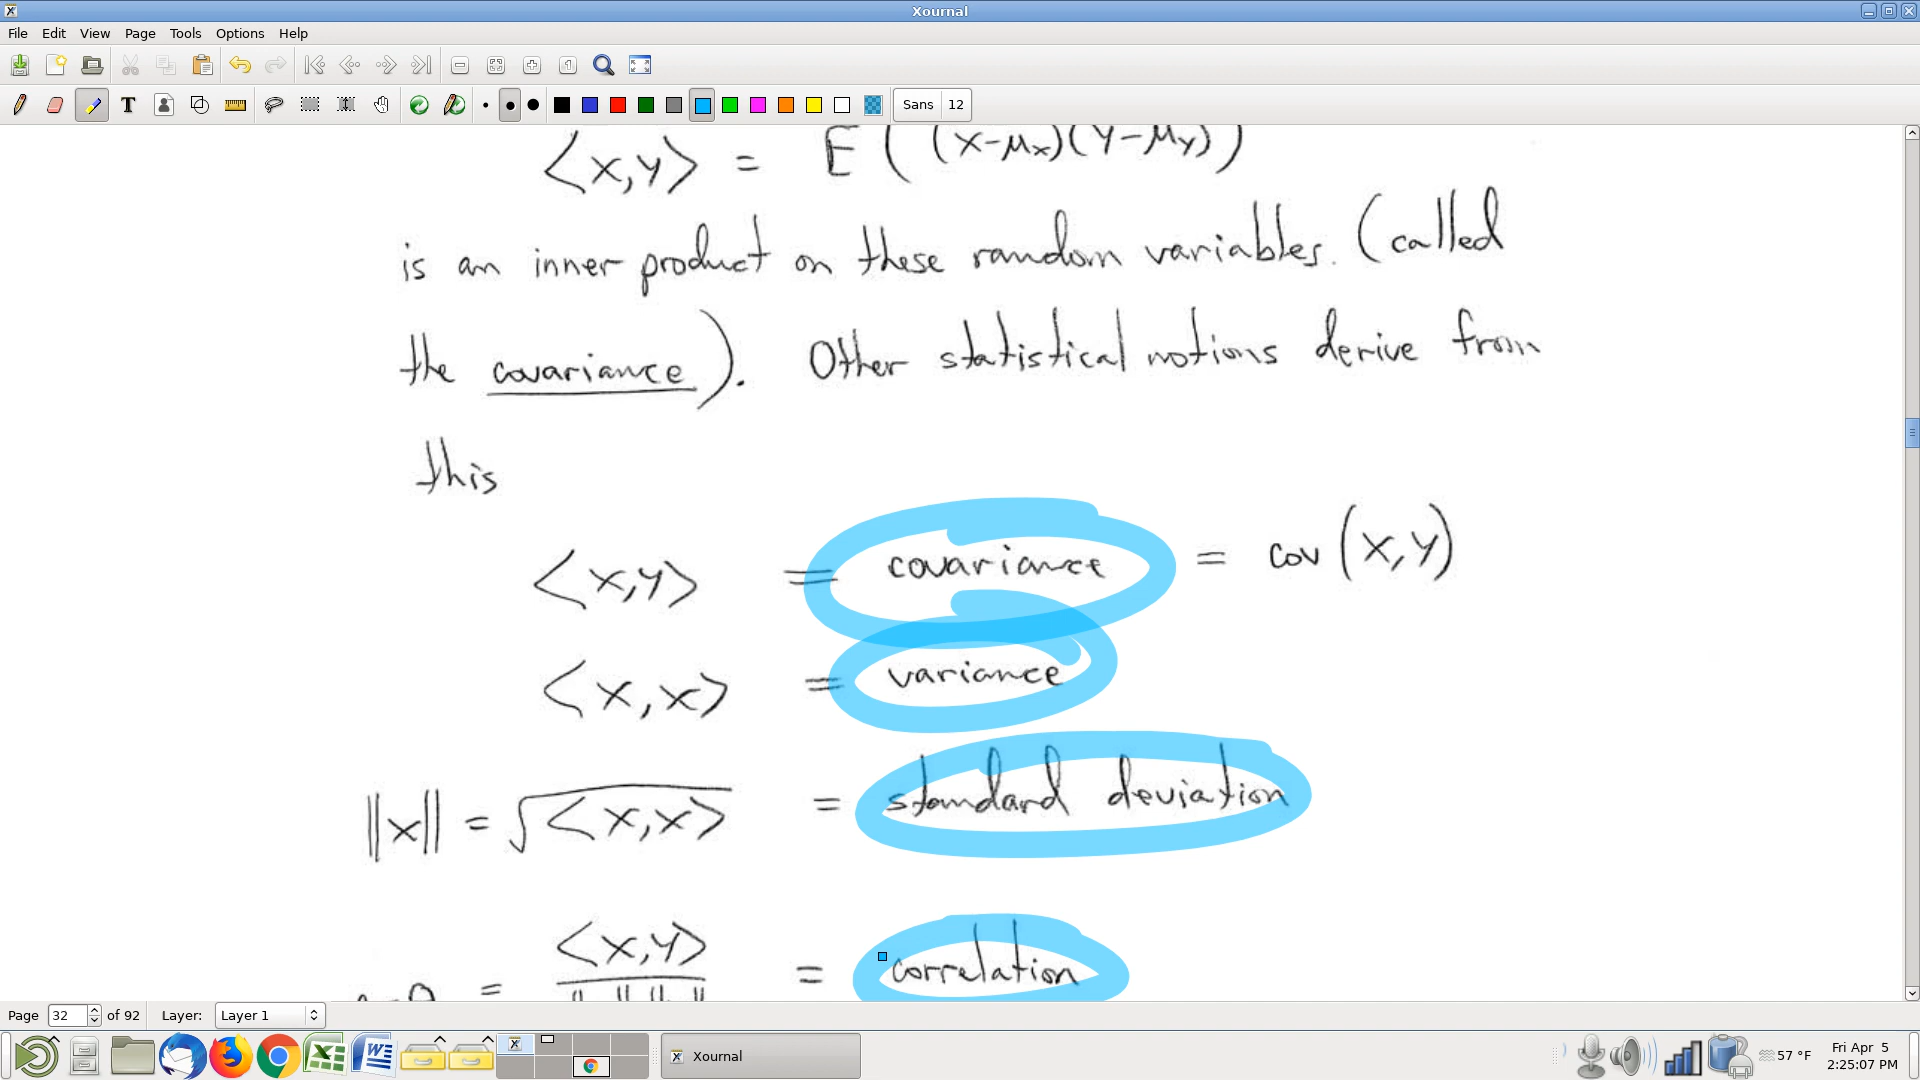 Xournal
File Edit View Page Tools Options Help
Sans 12
<x,y> = E((x-μx)(y-μy))
is an inner product on these random variables. (called
the covariance). Other statistical notions derive from
this
<x,y> = covariance = cov(x,y)
<x,x> = variance
||x|| = √<x,x> = standard deviation
= <x,y> = correlation
Page 32 of 92 Layer: Layer 1
Xournal
57 °F
Fri Apr 5
2:25:07 PM